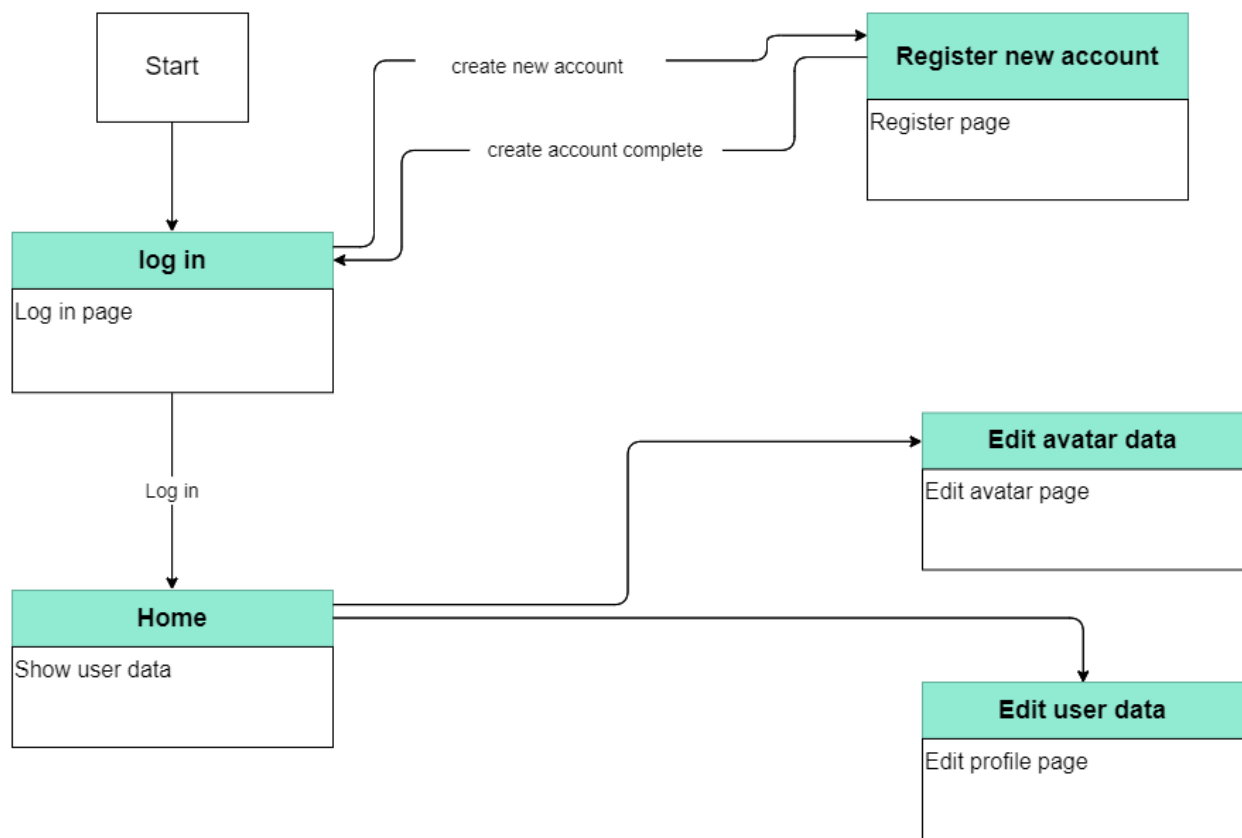 Start
create new account
Register new account
Register page
create account complete
log in
Log in page
Log in
Edit avatar data
Edit avatar page
Home
Show user data
Edit user data
Edit profile page